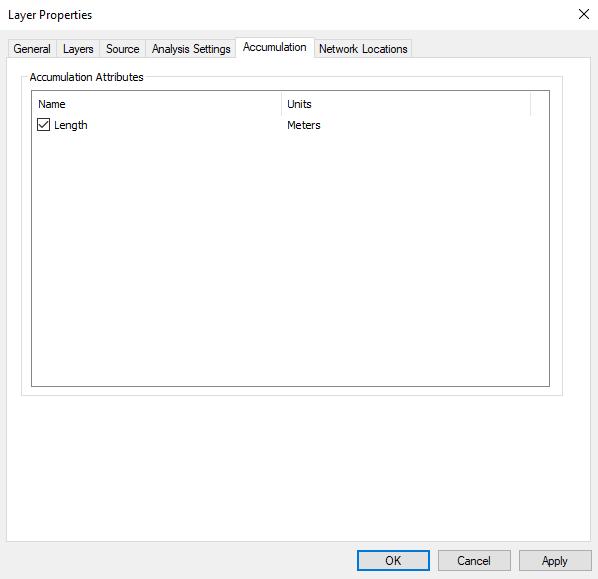 Layer Properties
General Layers Source Analysis Settings Accumulation Network Locations
Accumulation Attributes
Name Units
Length Meters
OK Cancel Apply